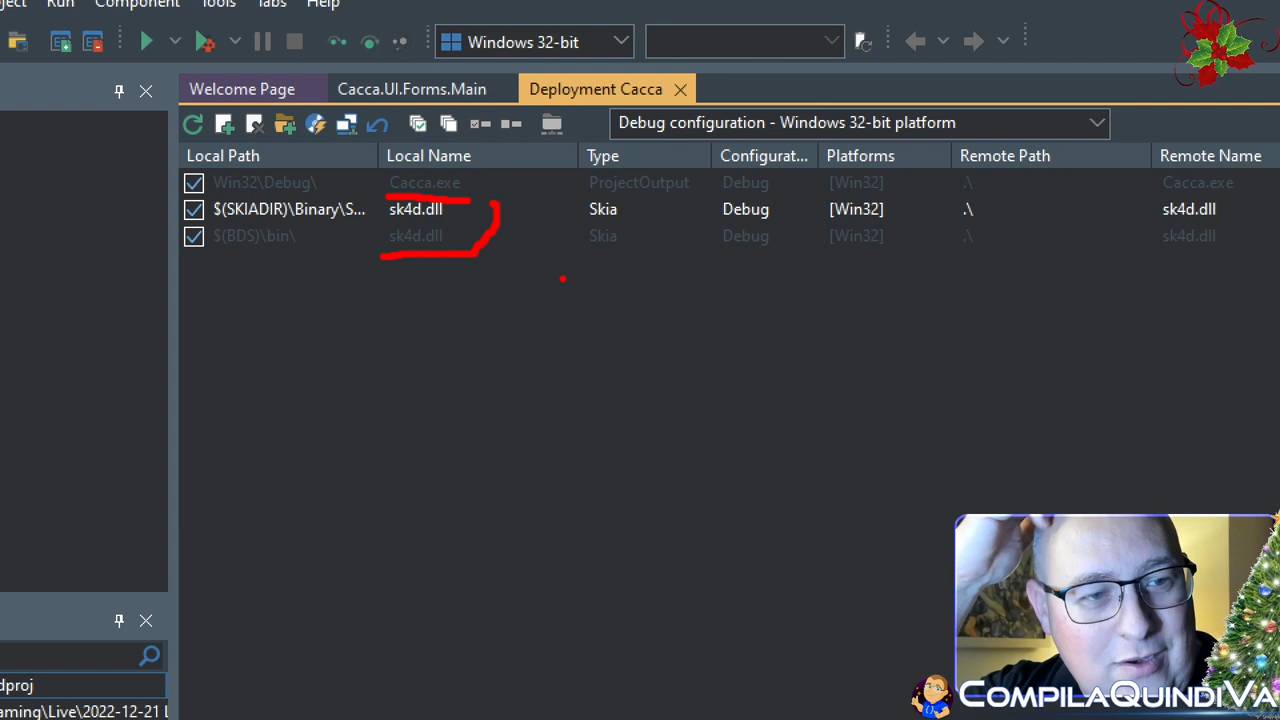 ject Run Component Tools Tabs Help
Windows 32-bit
Welcome Page Cacca.UI.Forms.Main Deployment Cacca
Debug configuration - Windows 32-bit platform
Local Path Local Name Type Configurat... Platforms Remote Path Remote Name
Win32\Debug\ Cacca.exe ProjectOutput Debug [Win32] .\ Cacca.exe
$(SKIADIR)\Binary\S... sk4d.dll Skia Debug [Win32] .\ sk4d.dll
$(BDS)\bin\ sk4d.dll Skia Debug [Win32] .\ sk4d.dll
dproj
aming\Live\2022-12-21 L
COMPILAQUINDIVA